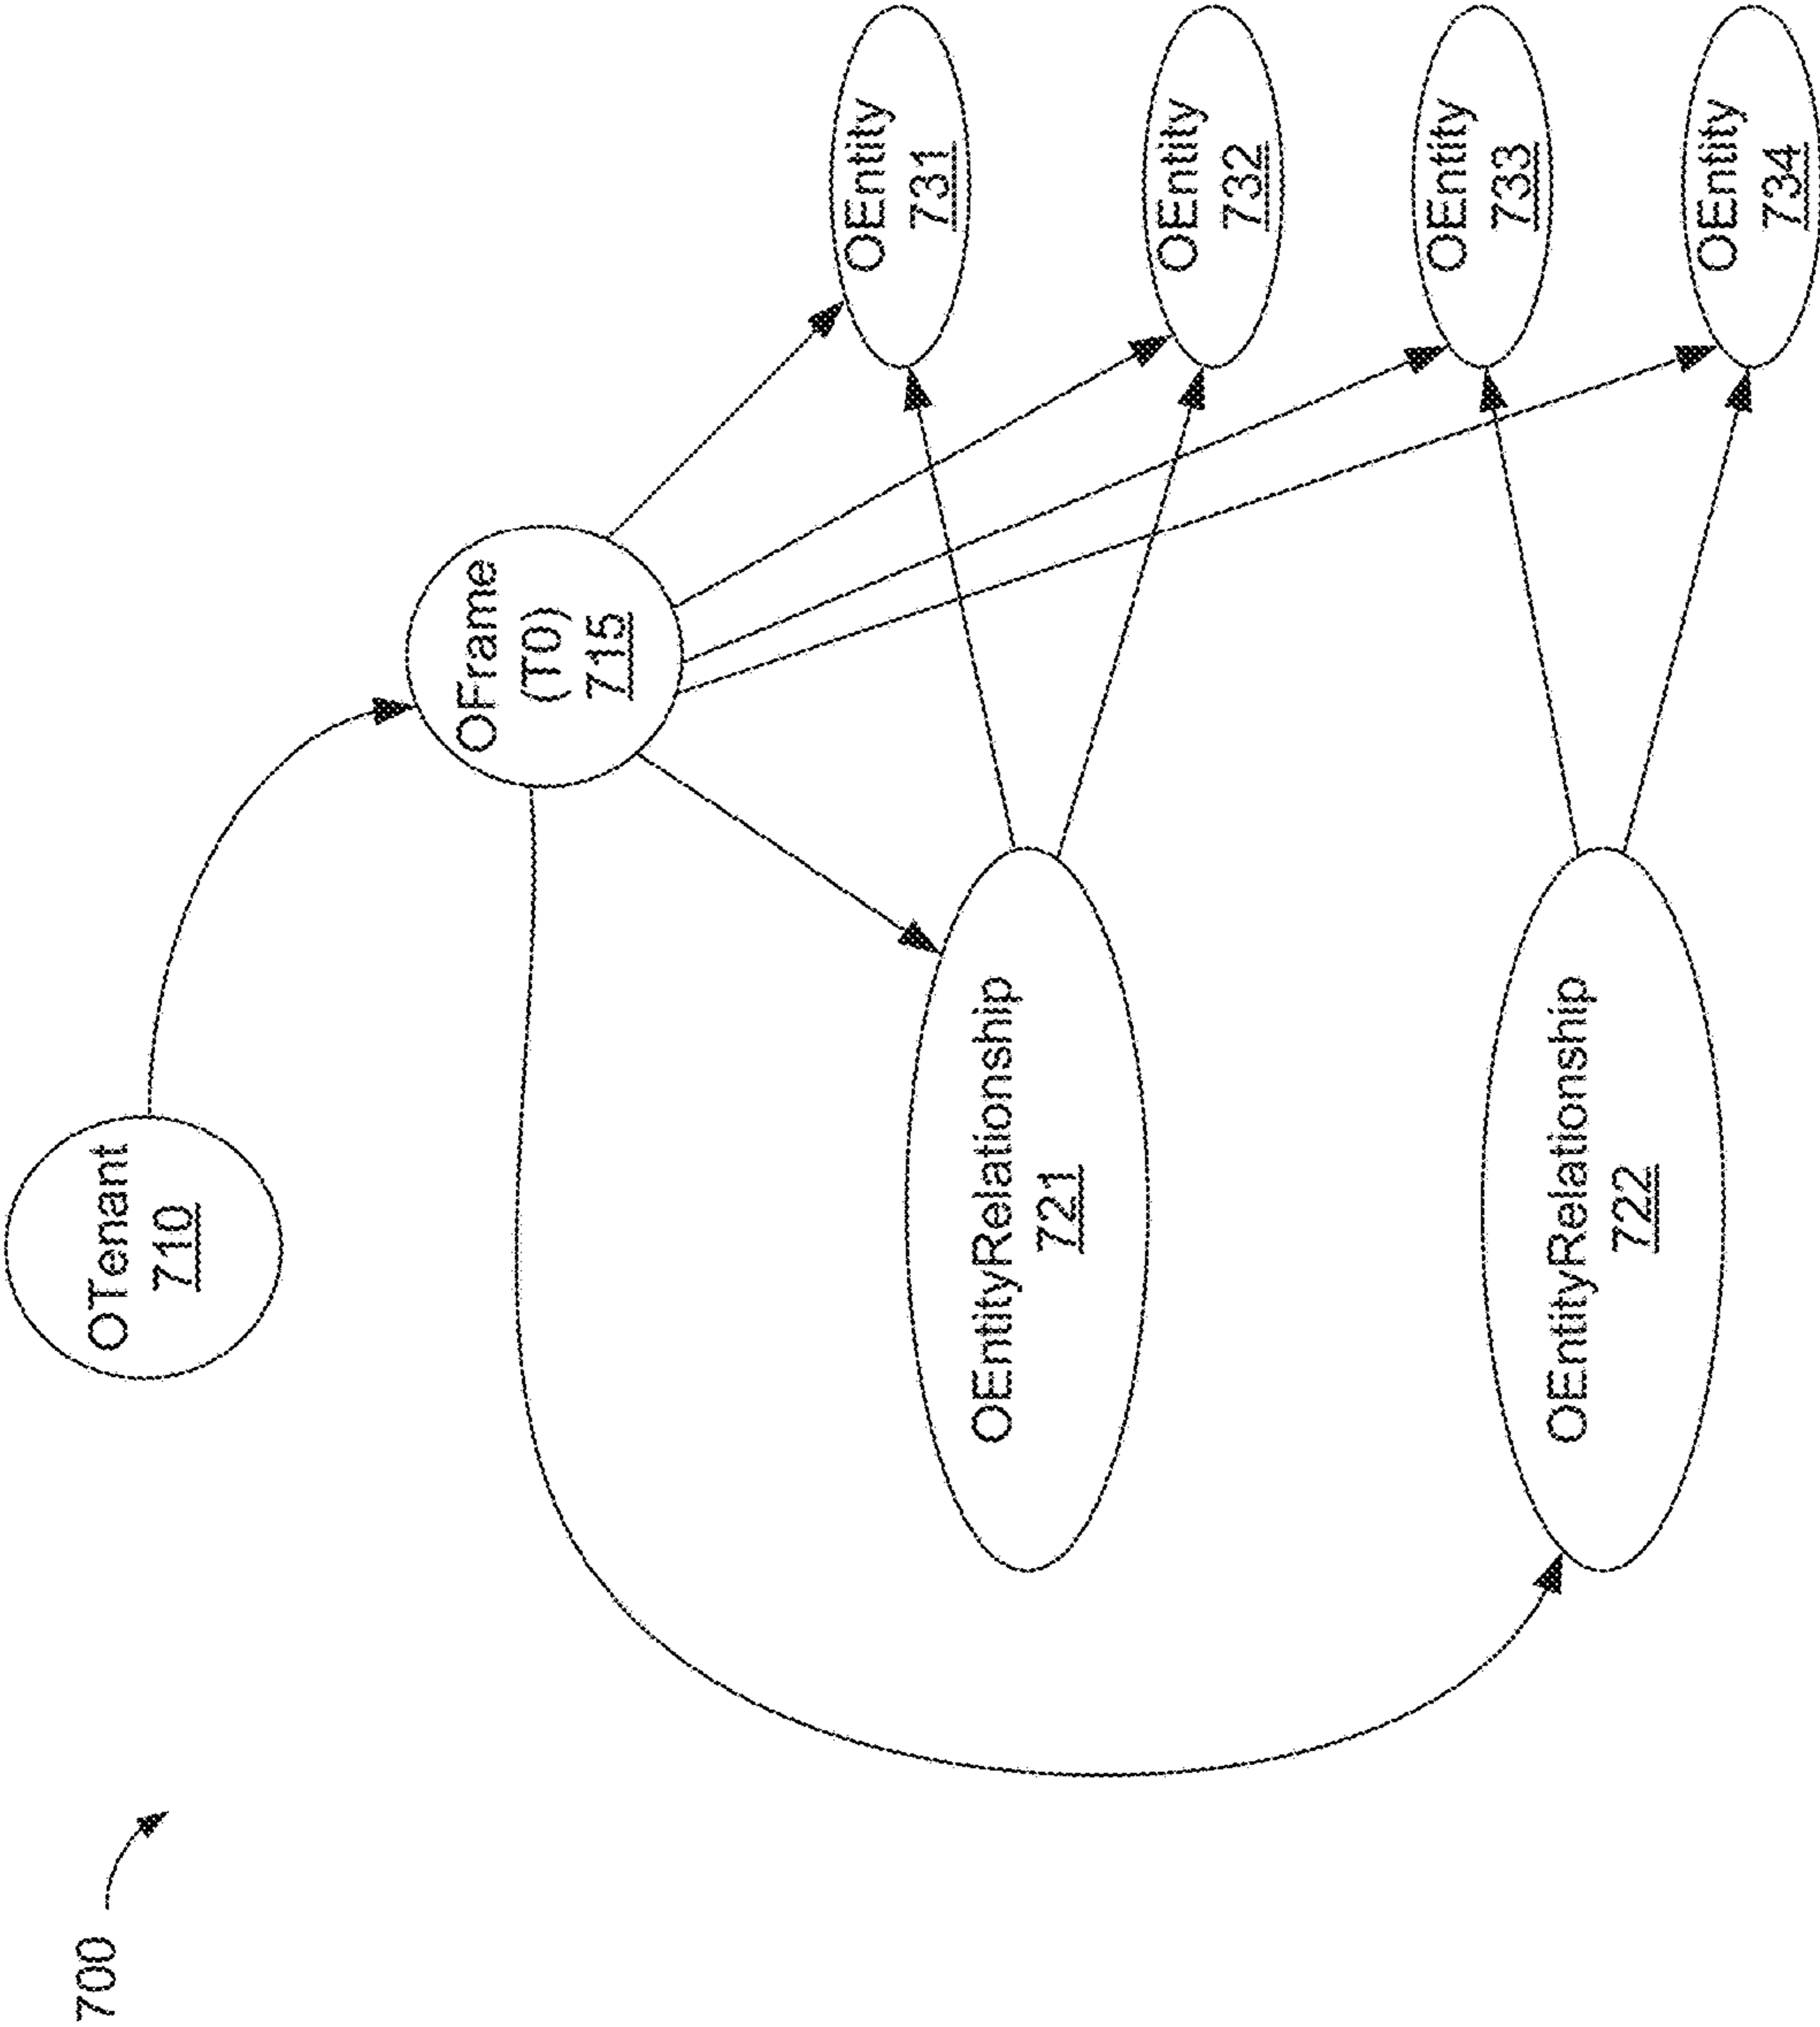 700
OTenant
710
OFrame
(T0)
715
OEntityRelationship
721
OEntityRelationship
722
OEntity
731
OEntity
732
OEntity
733
OEntity
734